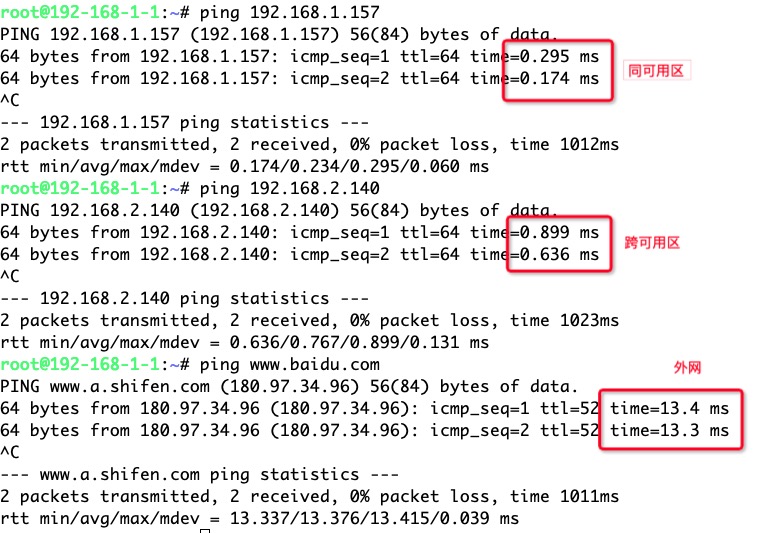 root@192-168-1-1:~# ping 192.168.1.157
PING 192.168.1.157 (192.168.1.157) 56(84) bytes of data.
64 bytes from 192.168.1.157: icmp_seq=1 ttl=64 time=0.295 ms
64 bytes from 192.168.1.157: icmp_seq=2 ttl=64 time=0.174 ms
同可用区
^C
--- 192.168.1.157 ping statistics ---
2 packets transmitted, 2 received, 0% packet loss, time 1012ms
rtt min/avg/max/mdev = 0.174/0.234/0.295/0.060 ms
root@192-168-1-1:~# ping 192.168.2.140
PING 192.168.2.140 (192.168.2.140) 56(84) bytes of data.
64 bytes from 192.168.2.140: icmp_seq=1 ttl=64 time=0.899 ms
64 bytes from 192.168.2.140: icmp_seq=2 ttl=64 time=0.636 ms
跨可用区
^C
--- 192.168.2.140 ping statistics ---
2 packets transmitted, 2 received, 0% packet loss, time 1023ms
rtt min/avg/max/mdev = 0.636/0.767/0.899/0.131 ms
root@192-168-1-1:~# ping www.baidu.com
外网
PING www.a.shifen.com (180.97.34.96) 56(84) bytes of data.
64 bytes from 180.97.34.96 (180.97.34.96): icmp_seq=1 ttl=52 time=13.4 ms
64 bytes from 180.97.34.96 (180.97.34.96): icmp_seq=2 ttl=52 time=13.3 ms
^C
--- www.a.shifen.com ping statistics ---
2 packets transmitted, 2 received, 0% packet loss, time 1011ms
rtt min/avg/max/mdev = 13.337/13.376/13.415/0.039 ms